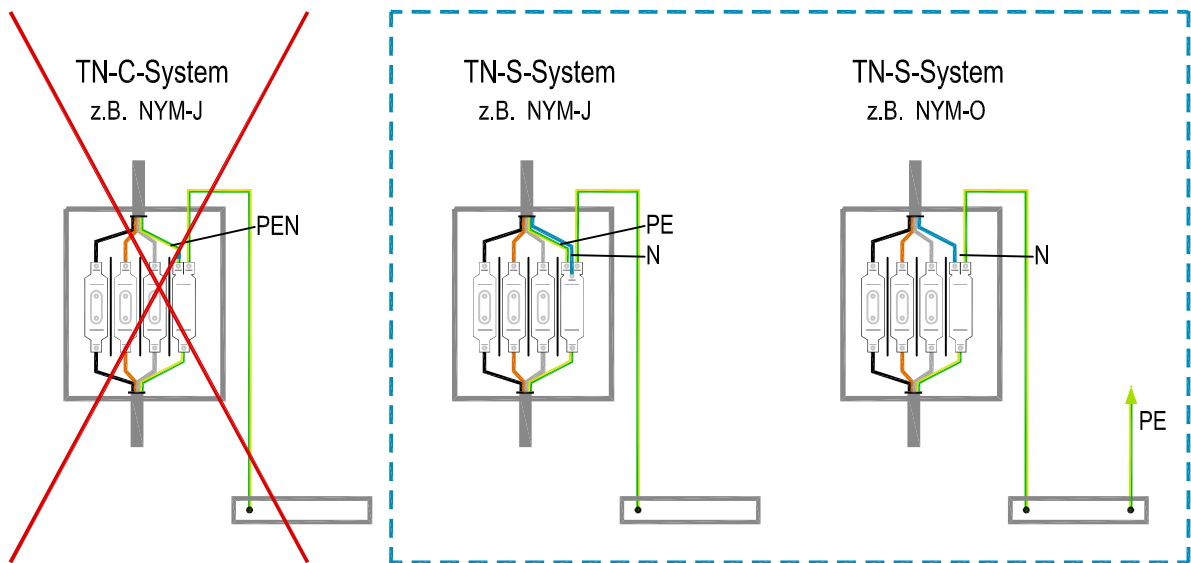 TN-C-System
z.B. NYM-J
PEN
TN-S-System
z.B. NYM-J
PE
N
TN-S-System
z.B. NYM-O
N
PE